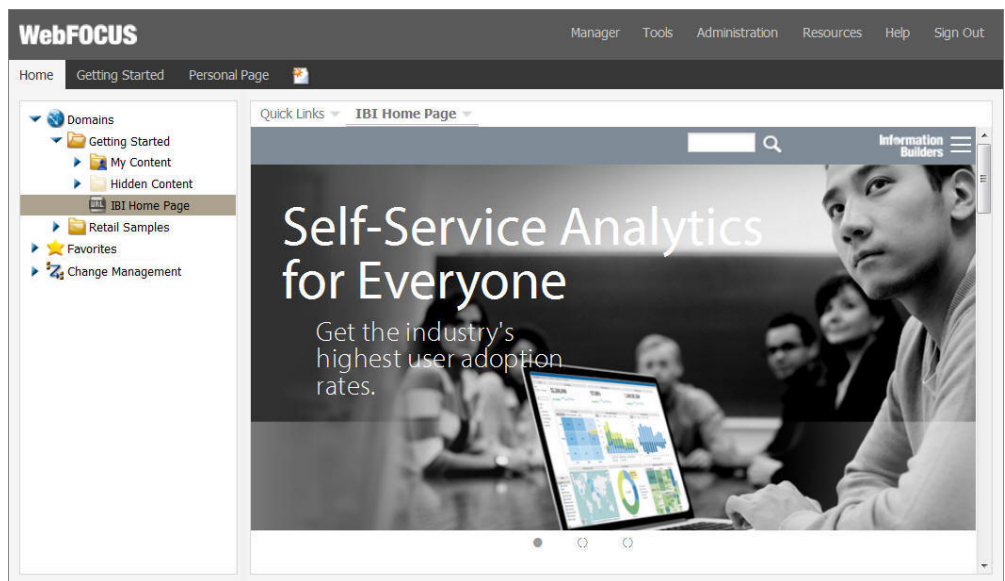 WebFOCUS
Manager Tools Administration Resources Help Sign Out
Home Getting Started Personal Page
Domains
Getting Started
My Content
Hidden Content
IBI Home Page
Retail Samples
Favorites
Change Management
Quick Links IBI Home Page
Information
Builders
Self-Service Analytics
for Everyone
Get the industry's
highest user adoption
rates.